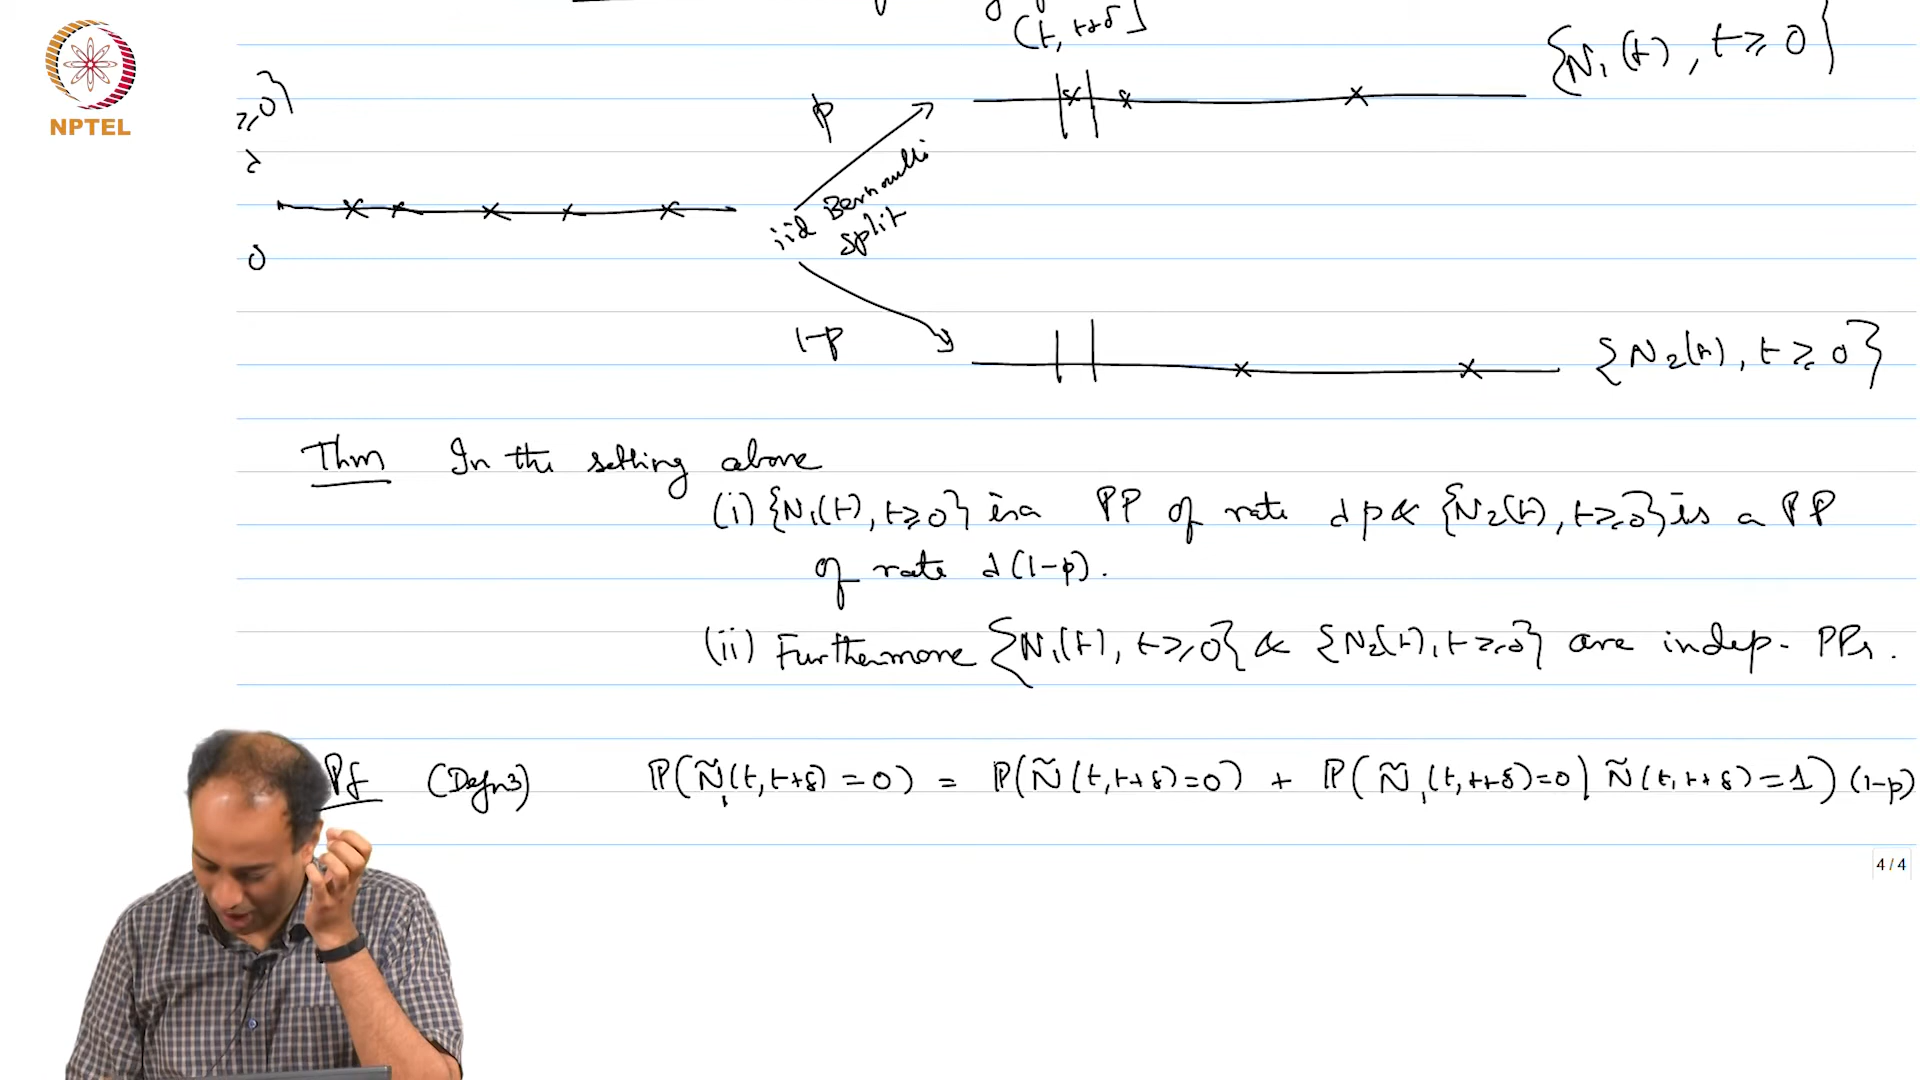 (t, t+δ]
{N₁(t), t ≥ 0}
NPTEL
≥0}
λ
p
iid Bernoulli
split
0
1-p
{N₂(t), t ≥ 0}
Thm In the setting above
(i) {N₁(t), t≥0} is a PP of rate λp & {N₂(t), t≥0} is a PP
of rate λ(1-p).
(ii) Furthermore {N₁(t), t≥0} & {N₂(t), t≥0} are indep. PPs.
Pf (Defn3) ℙ(Ñ₁(t,t+δ)=0) = ℙ(Ñ(t,t+δ)=0) + ℙ(Ñ₁(t,t+δ)=0 | Ñ(t,t+δ)=1) (1-p)
4/4